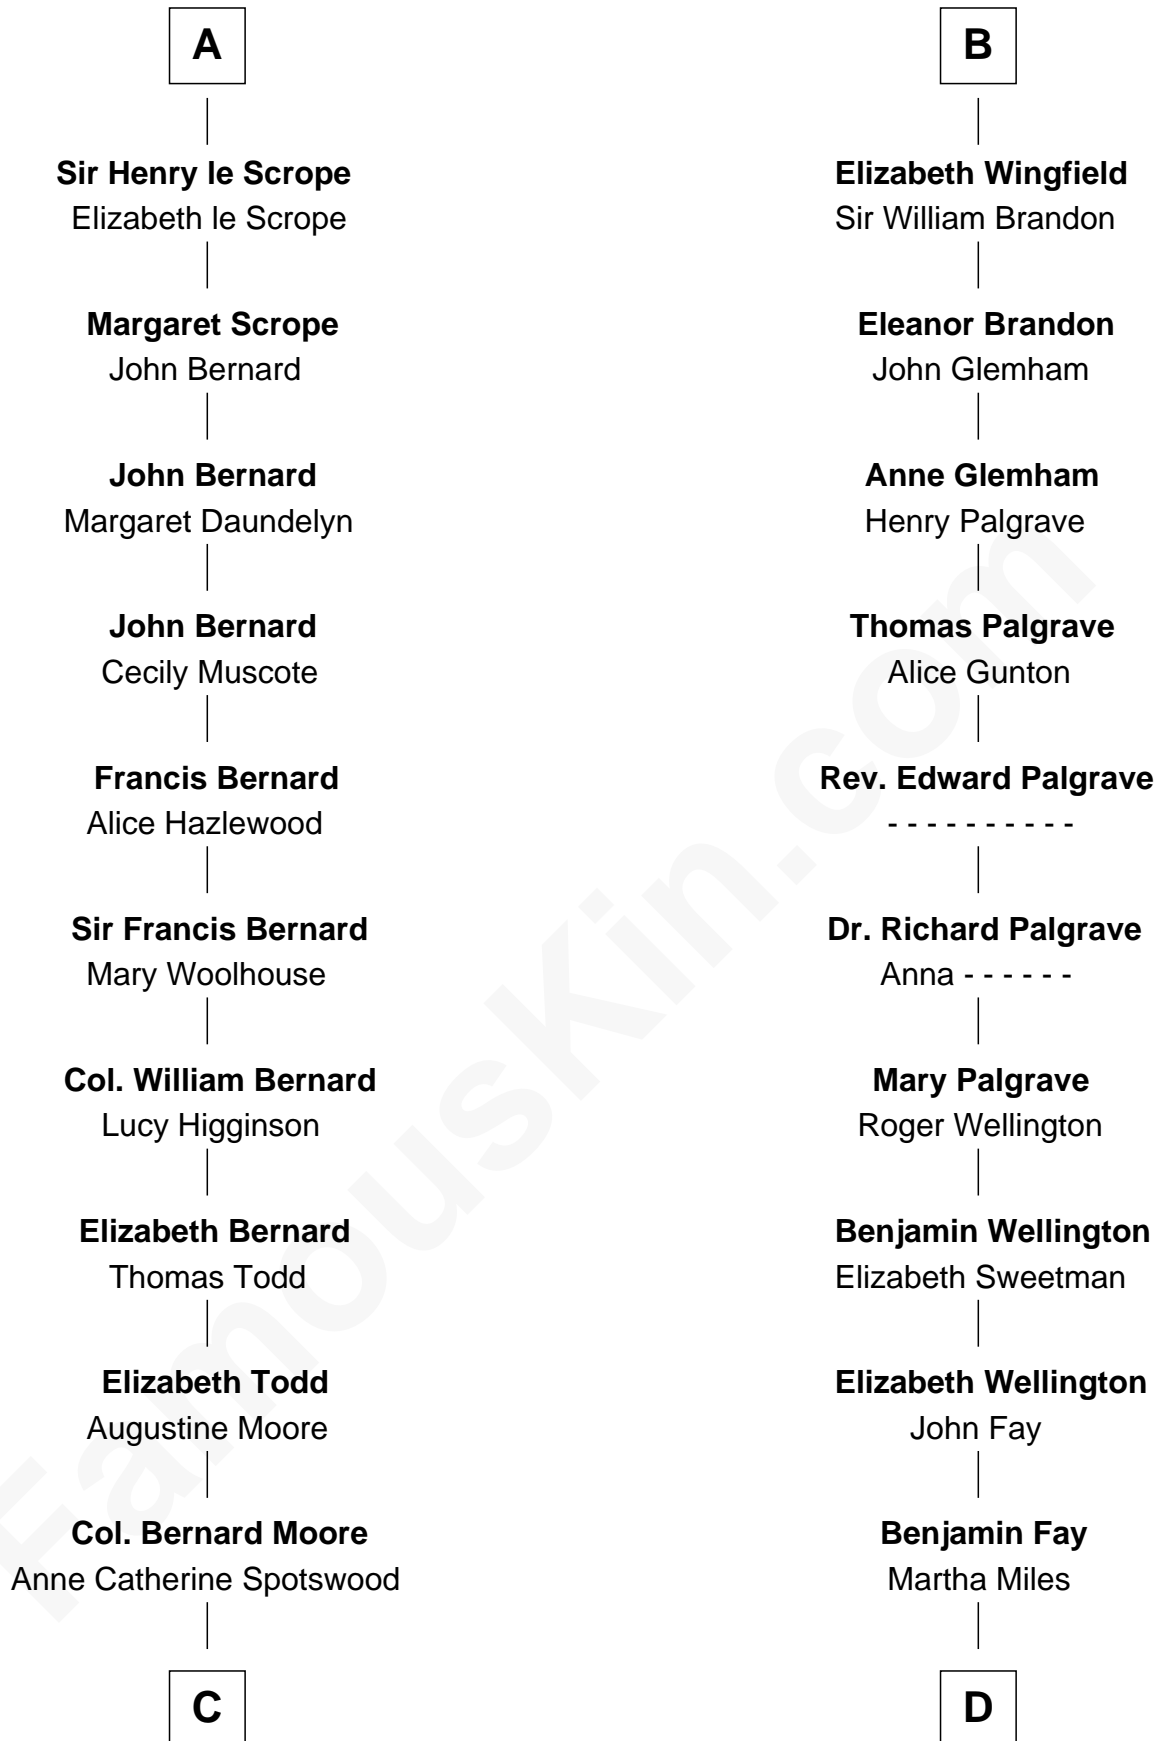 A
Sir Henry le Scrope
Elizabeth le Scrope
Margaret Scrope
John Bernard
John Bernard
Margaret Daundelyn
John Bernard
Cecily Muscote
Francis Bernard
Alice Hazlewood
Sir Francis Bernard
Mary Woolhouse
Col. William Bernard
Lucy Higginson
Elizabeth Bernard
Thomas Todd
Elizabeth Todd
Augustine Moore
Col. Bernard Moore
Anne Catherine Spotswood
C
B
Elizabeth Wingfield
Sir William Brandon
Eleanor Brandon
John Glemham
Anne Glemham
Henry Palgrave
Thomas Palgrave
Alice Gunton
Rev. Edward Palgrave
- - - - - - - - - -
Dr. Richard Palgrave
Anna - - - - - -
Mary Palgrave
Roger Wellington
Benjamin Wellington
Elizabeth Sweetman
Elizabeth Wellington
John Fay
Benjamin Fay
Martha Miles
D
FamousKin.com